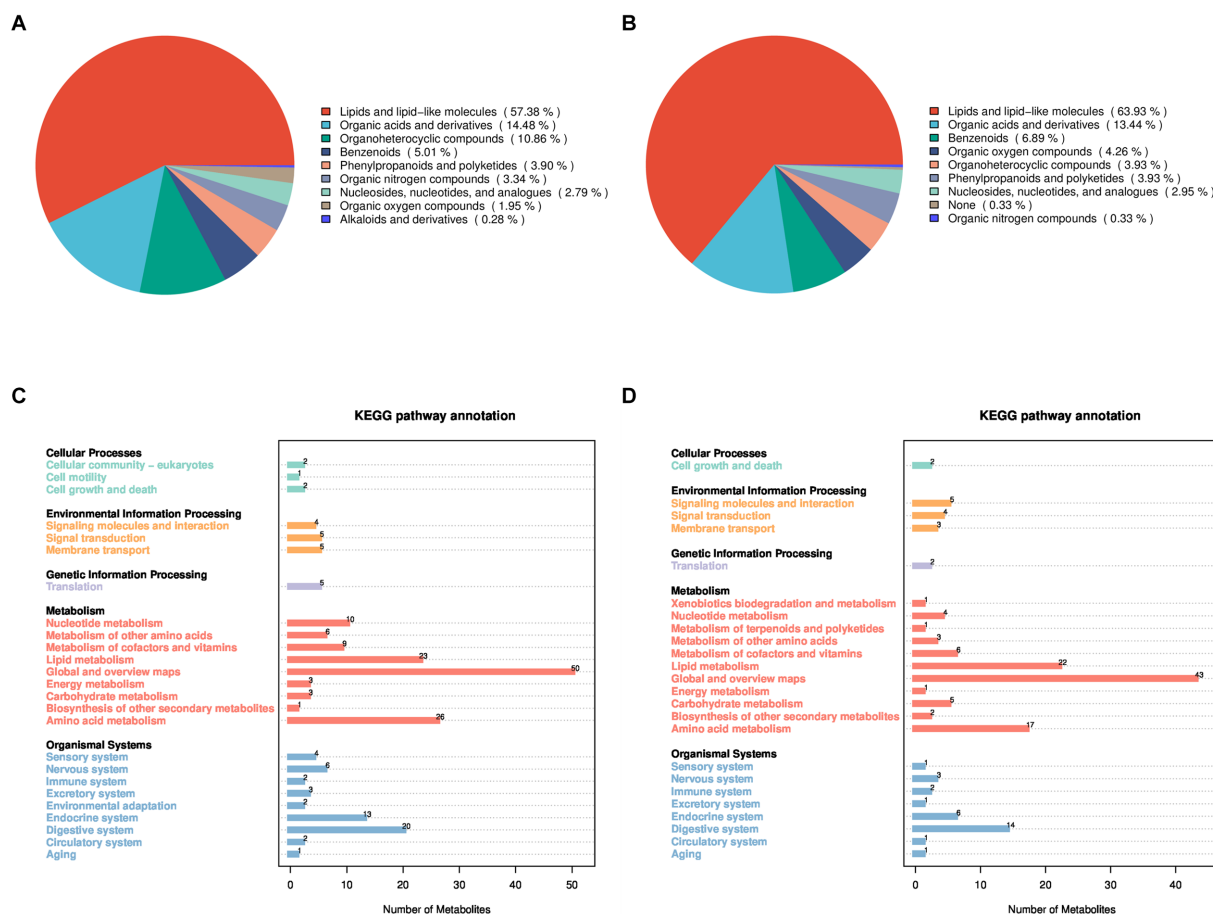 A
Lipids and lipid−like molecules ( 57.38 % )
Organic acids and derivatives ( 14.48 % )
Organoheterocyclic compounds ( 10.86 % )
Benzenoids ( 5.01 % )
Phenylpropanoids and polyketides ( 3.90 % )
Organic nitrogen compounds ( 3.34 % )
Nucleosides, nucleotides, and analogues ( 2.79 % )
Organic oxygen compounds ( 1.95 % )
Alkaloids and derivatives ( 0.28 % )
B
Lipids and lipid−like molecules ( 63.93 % )
Organic acids and derivatives ( 13.44 % )
Benzenoids ( 6.89 % )
Organic oxygen compounds ( 4.26 % )
Organoheterocyclic compounds ( 3.93 % )
Phenylpropanoids and polyketides ( 3.93 % )
Nucleosides, nucleotides, and analogues ( 2.95 % )
None ( 0.33 % )
Organic nitrogen compounds ( 0.33 % )
C
KEGG pathway annotation
Cellular Processes
Cellular community − eukaryotes 2
Cell motility 1
Cell growth and death 2
Environmental Information Processing
Signaling molecules and interaction 4
Signal transduction 5
Membrane transport 5
Genetic Information Processing
Translation 5
Metabolism
Nucleotide metabolism 10
Metabolism of other amino acids 6
Metabolism of cofactors and vitamins 9
Lipid metabolism 23
Global and overview maps 50
Energy metabolism 3
Carbohydrate metabolism 3
Biosynthesis of other secondary metabolites 1
Amino acid metabolism 26
Organismal Systems
Sensory system 4
Nervous system 6
Immune system 2
Excretory system 3
Environmental adaptation 2
Endocrine system 13
Digestive system 20
Circulatory system 2
Aging 1
0 10 20 30 40 50
Number of Metabolites
D
KEGG pathway annotation
Cellular Processes
Cell growth and death 2
Environmental Information Processing
Signaling molecules and interaction 5
Signal transduction 4
Membrane transport 3
Genetic Information Processing
Translation 2
Metabolism
Xenobiotics biodegradation and metabolism 1
Nucleotide metabolism 4
Metabolism of terpenoids and polyketides 1
Metabolism of other amino acids 3
Metabolism of cofactors and vitamins 6
Lipid metabolism 22
Global and overview maps 43
Energy metabolism 1
Carbohydrate metabolism 5
Biosynthesis of other secondary metabolites 2
Amino acid metabolism 17
Organismal Systems
Sensory system 1
Nervous system 3
Immune system 2
Excretory system 1
Endocrine system 6
Digestive system 14
Circulatory system 1
Aging 1
0 10 20 30 40
Number of Metabolites